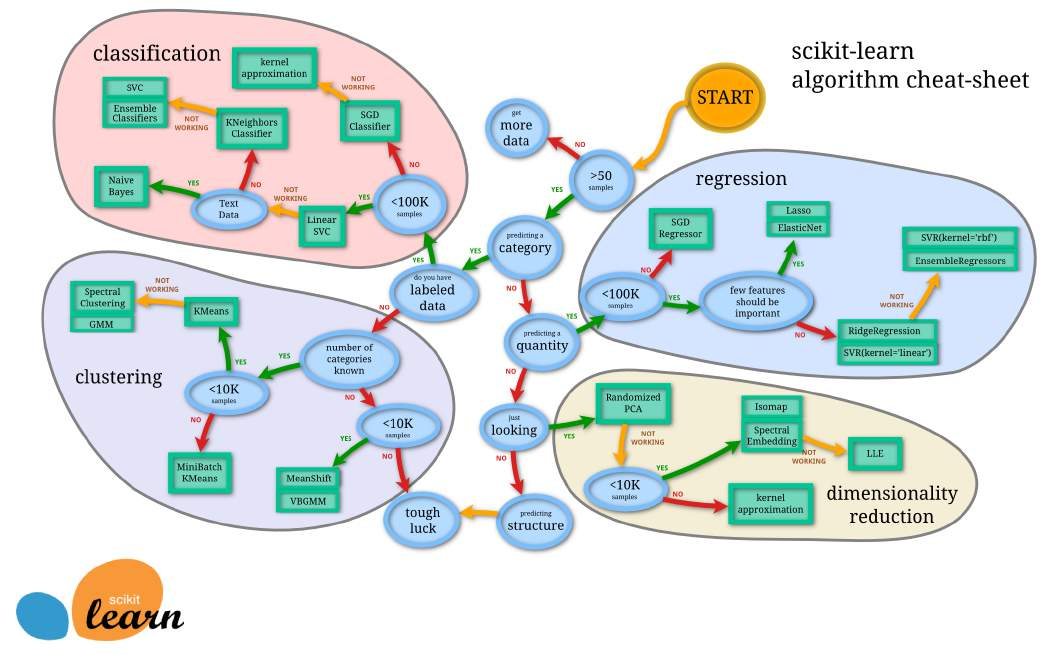 scikit-learn
algorithm cheat-sheet
START
>50
samples
NO
get
more
data
YES
predicting a
category
YES
do you have
labeled
data
YES
classification
<100K
samples
YES
Linear
SVC
NOT
WORKING
Text
Data
YES
Naive
Bayes
NO
KNeighbors
Classifier
NOT
WORKING
SVC
Ensemble
Classifiers
NO
SGD
Classifier
NOT
WORKING
kernel
approximation
NO
clustering
number of
categories
known
YES
<10K
samples
YES
KMeans
NOT
WORKING
Spectral
Clustering
GMM
NO
MiniBatch
KMeans
NO
<10K
samples
YES
MeanShift
VBGMM
NO
tough
luck
NO
predicting a
quantity
YES
regression
<100K
samples
NO
SGD
Regressor
YES
few features
should be
important
YES
Lasso
ElasticNet
NO
RidgeRegression
SVR(kernel='linear')
NOT
WORKING
SVR(kernel='rbf')
EnsembleRegressors
NO
just
looking
YES
dimensionality
reduction
Randomized
PCA
NOT
WORKING
<10K
samples
YES
Isomap
Spectral
Embedding
NOT
WORKING
LLE
NO
kernel
approximation
NO
predicting
structure
scikit
learn